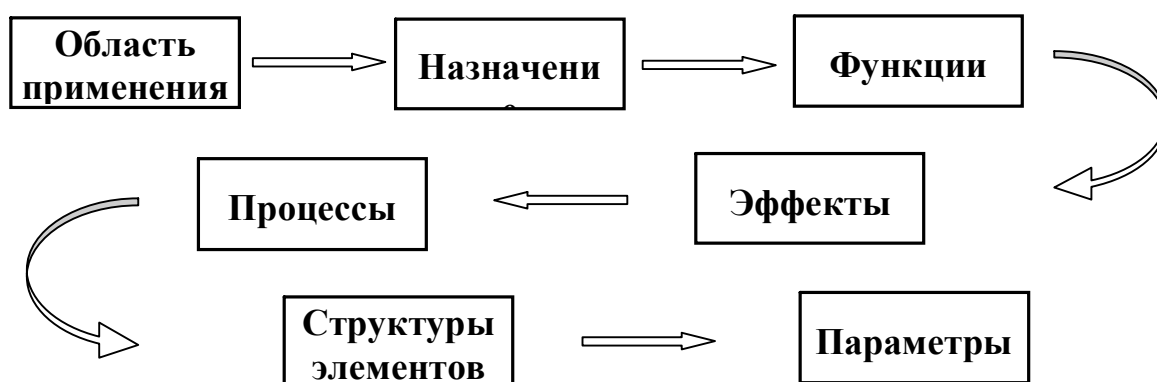 Область
применения
Назначени
Функции
Процессы
Эффекты
Структуры
элементов
Параметры